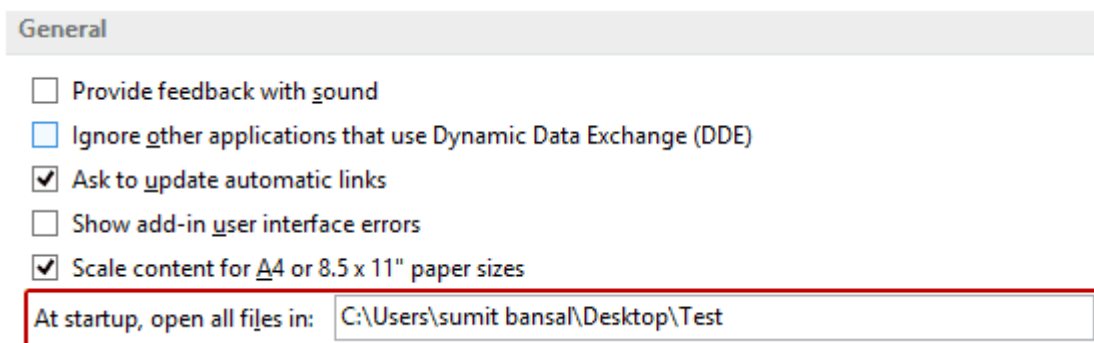 General
Provide feedback with sound
Ignore other applications that use Dynamic Data Exchange (DDE)
Ask to update automatic links
Show add-in user interface errors
Scale content for A4 or 8.5 x 11" paper sizes
At startup, open all files in: C:\Users\sumit bansal\Desktop\Test